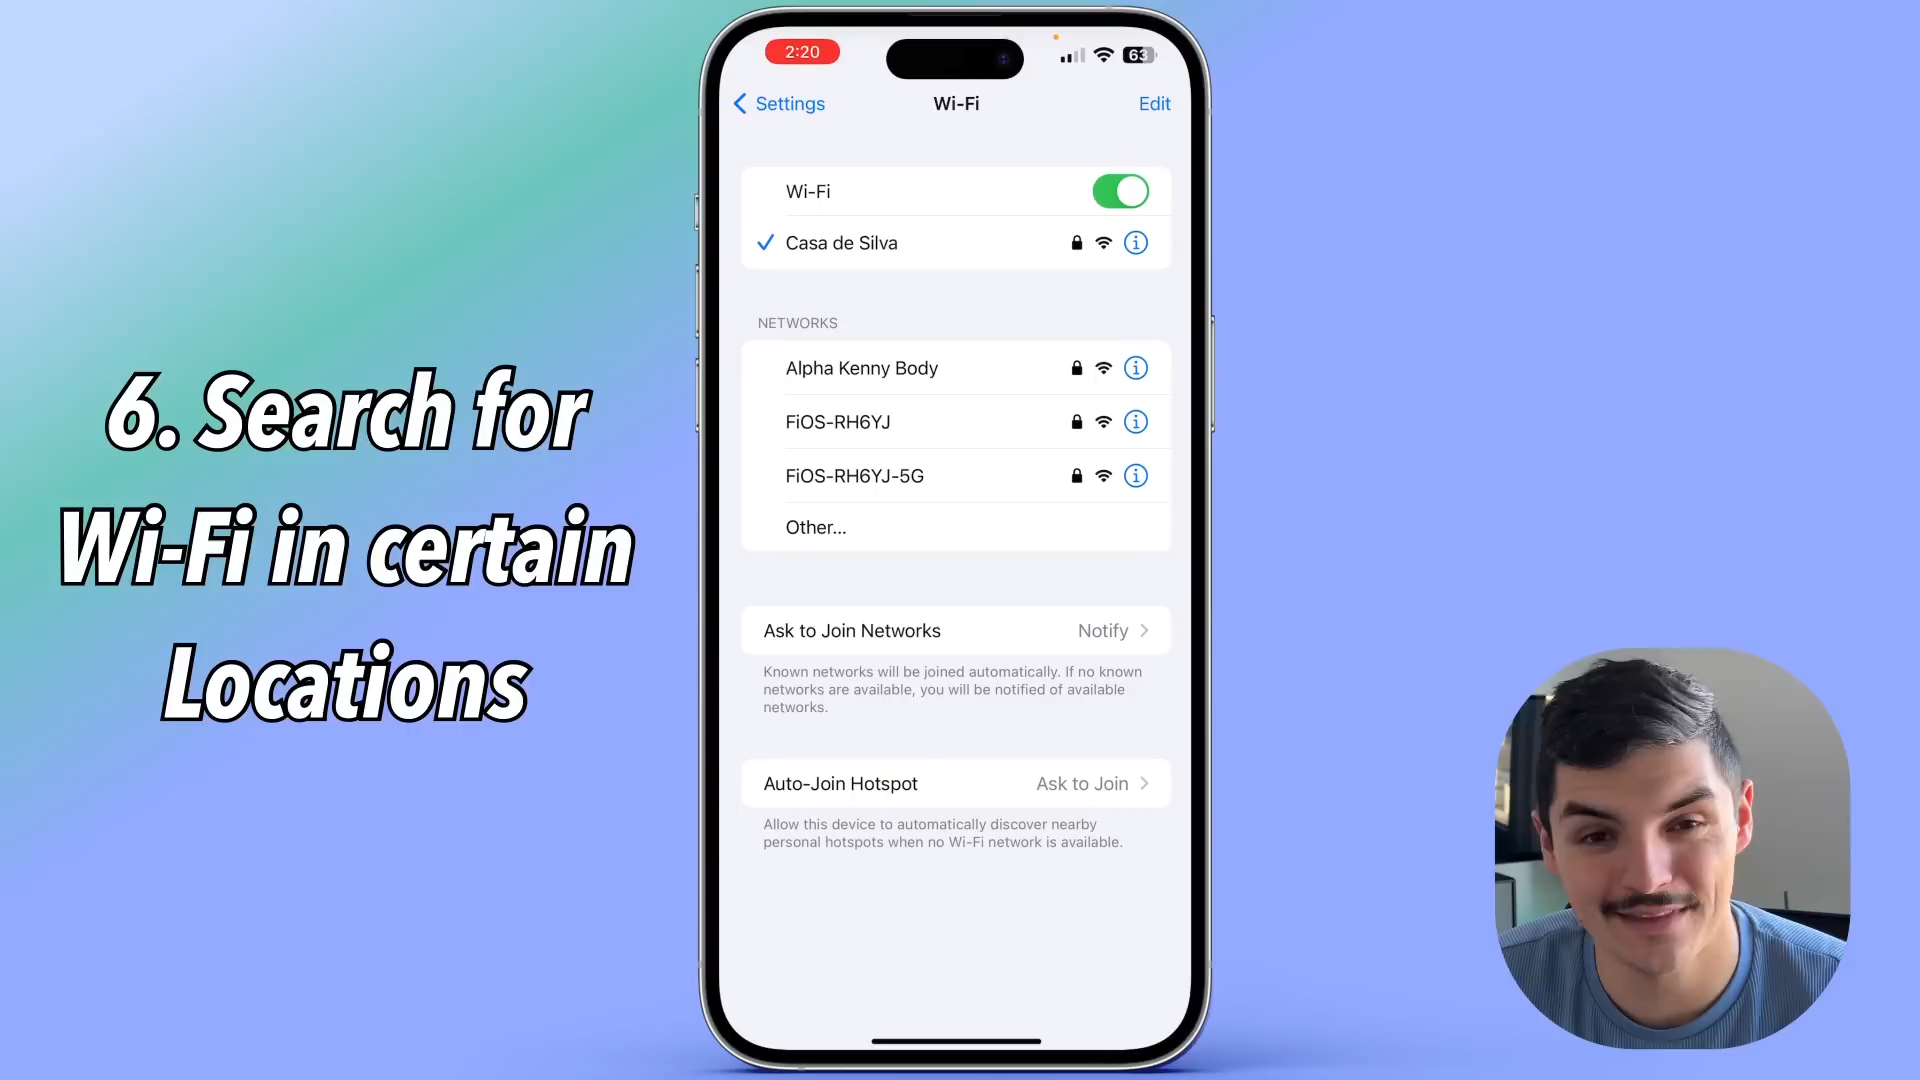 6. Search for
Wi-Fi in certain
Locations
2:20
63
Settings
Wi-Fi
Edit
Wi-Fi
Casa de Silva
NETWORKS
Alpha Kenny Body
FiOS-RH6YJ
FiOS-RH6YJ-5G
Other...
Ask to Join Networks
Notify
Known networks will be joined automatically. If no known
networks are available, you will be notified of available
networks.
Auto-Join Hotspot
Ask to Join
Allow this device to automatically discover nearby
personal hotspots when no Wi-Fi network is available.